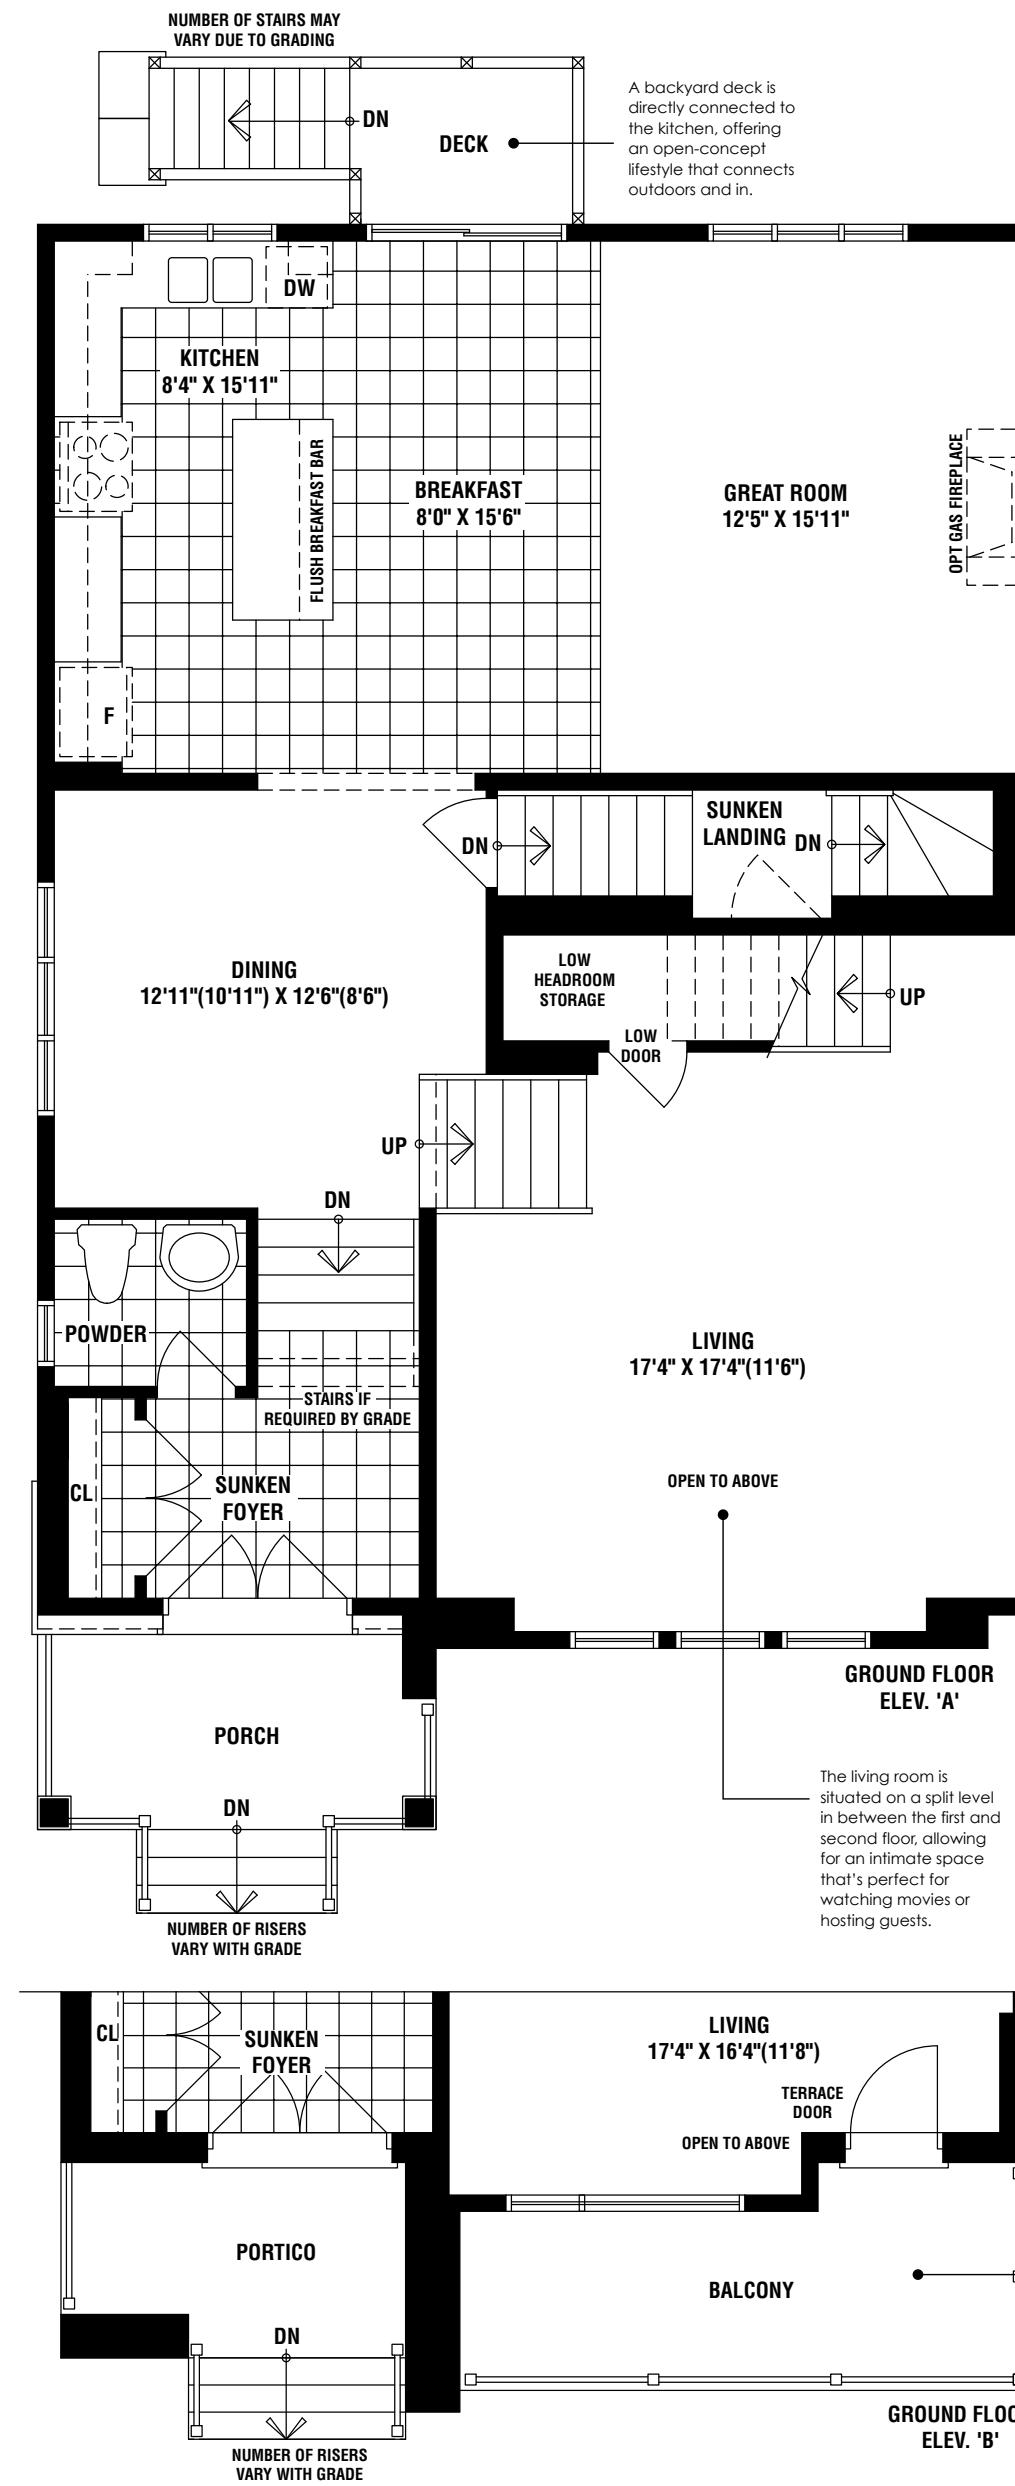 NUMBER OF STAIRS MAY
VARY DUE TO GRADING
DN
DECK
A backyard deck is
directly connected to
the kitchen, offering
an open-concept
lifestyle that connects
outdoors and in.
DW
KITCHEN
8'4" X 15'11"
FLUSH BREAKFAST BAR
BREAKFAST
8'0" X 15'6"
GREAT ROOM
12'5" X 15'11"
OPT GAS FIREPLACE
F
DN
SUNKEN
LANDING
DN
DINING
12'11"(10'11") X 12'6"(8'6")
LOW
HEADROOM
STORAGE
UP
LOW
DOOR
UP
DN
POWDER
STAIRS IF
REQUIRED BY GRADE
LIVING
17'4" X 17'4"(11'6")
CL
SUNKEN
FOYER
OPEN TO ABOVE
GROUND FLOOR
ELEV. 'A'
PORCH
DN
The living room is
situated on a split level
in between the first and
second floor, allowing
for an intimate space
that's perfect for
watching movies or
hosting guests.
NUMBER OF RISERS
VARY WITH GRADE
CL
SUNKEN
FOYER
LIVING
17'4" X 16'4"(11'8")
TERRACE
DOOR
OPEN TO ABOVE
PORTICO
BALCONY
DN
GROUND FLOO
ELEV. 'B'
NUMBER OF RISERS
VARY WITH GRADE